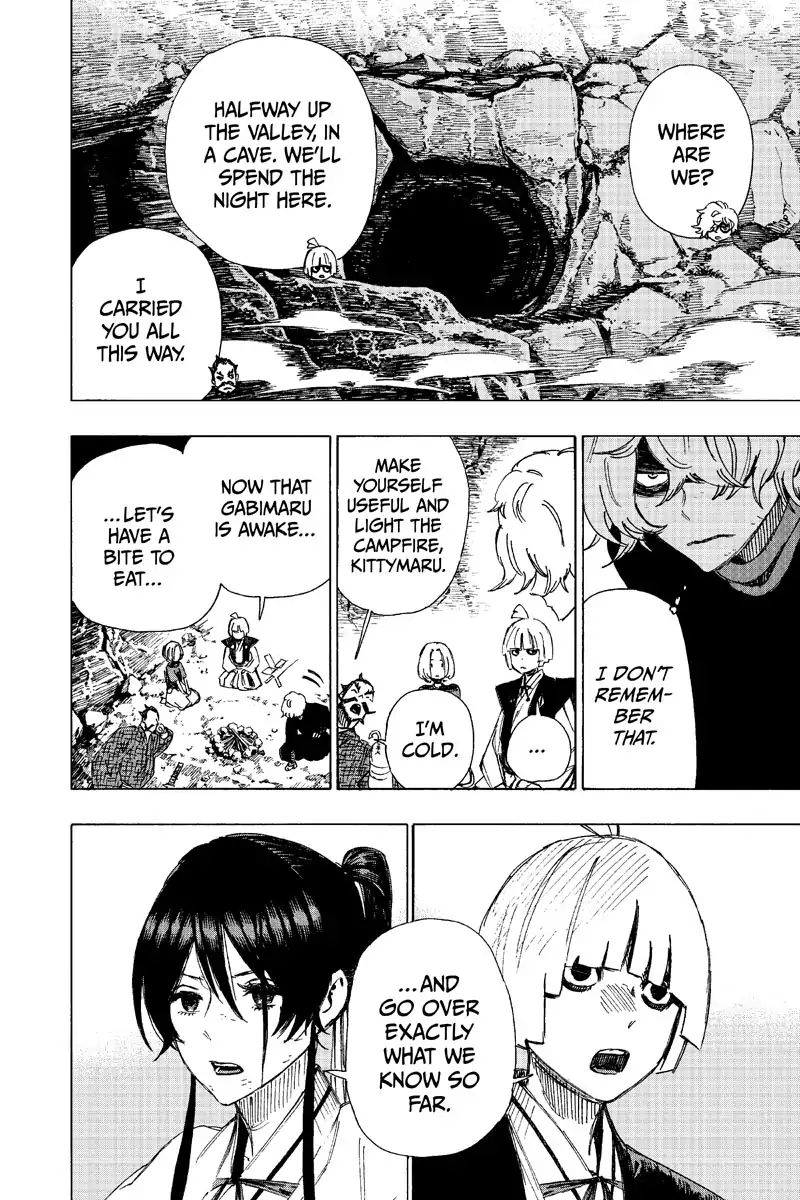 WHERE
ARE
WE?
HALFWAY UP
THE VALLEY, IN
A CAVE. WE'LL
SPEND THE
NIGHT HERE.
I
CARRIED
YOU ALL
THIS WAY.
I DON'T
REMEM-
BER
THAT.
MAKE
YOURSELF
USEFUL AND
LIGHT THE
CAMPFIRE,
KITTYMARU.
...
I'M
COLD.
NOW THAT
GABIMARU
IS AWAKE...
...LET'S
HAVE A
BITE TO
EAT...
...AND
GO OVER
EXACTLY
WHAT WE
KNOW SO
FAR.